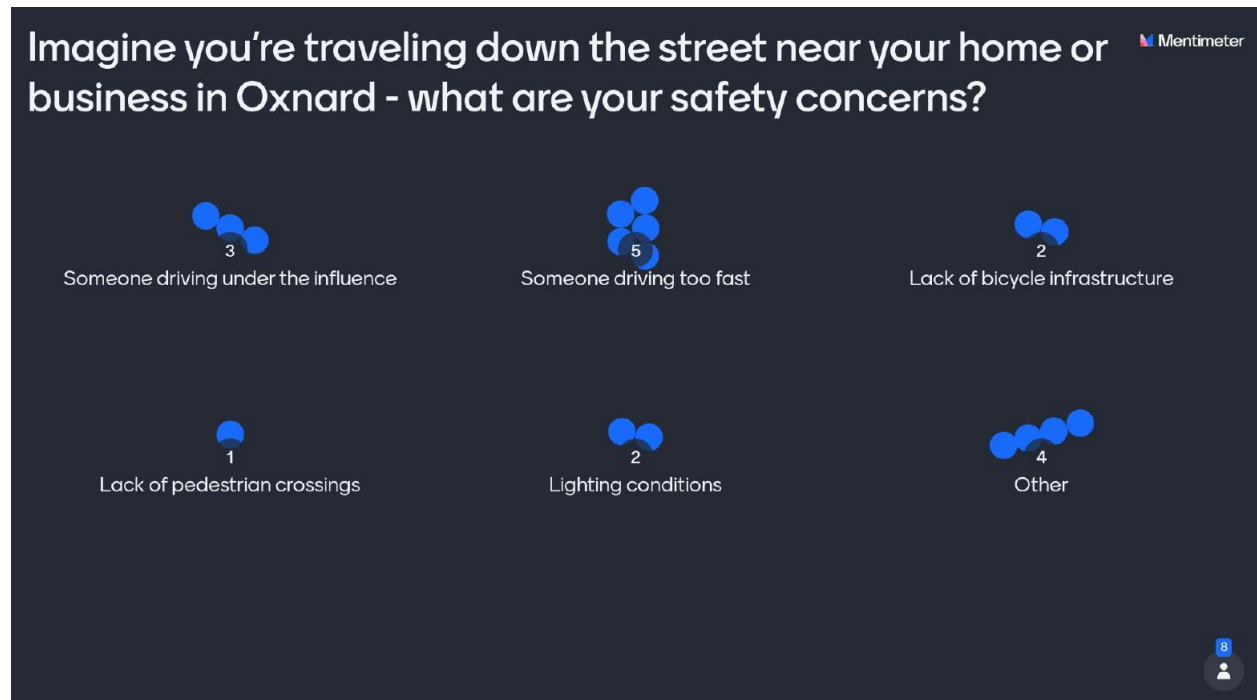 Imagine you're traveling down the street near your home or
business in Oxnard - what are your safety concerns?
Mentimeter
3
Someone driving under the influence
5
Someone driving too fast
2
Lack of bicycle infrastructure
1
Lack of pedestrian crossings
2
Lighting conditions
4
Other
8